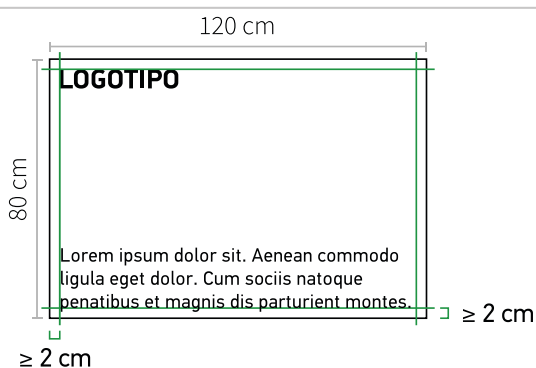 120 cm
LOGOTIPO
80 cm
Lorem ipsum dolor sit. Aenean commodo
ligula eget dolor. Cum sociis natoque
penatibus et magnis dis parturient montes.
≥ 2 cm
≥ 2 cm